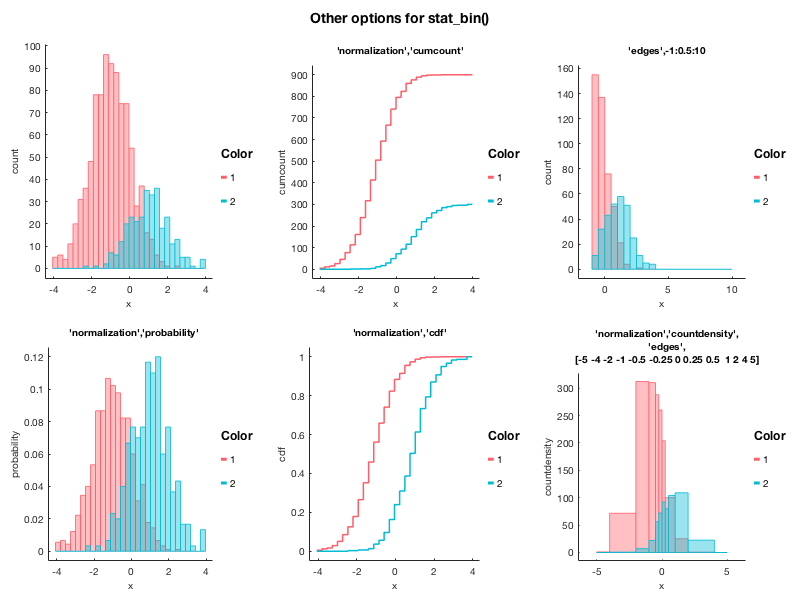 Other options for stat_bin()
100
90
80
70
60
50
40
30
20
10
0
count
-4 -2 0 2 4
x
Color
1
2
'normalization','cumcount'
900
800
700
600
500
400
300
200
100
0
cumcount
-4 -2 0 2 4
x
Color
1
2
'edges',-1:0.5:10
160
140
120
100
80
60
40
20
0
count
0 5 10
x
Color
1
2
'normalization','probability'
0.12
0.1
0.08
0.06
0.04
0.02
0
probability
-4 -2 0 2 4
x
Color
1
2
'normalization','cdf'
1
0.8
0.6
0.4
0.2
0
cdf
-4 -2 0 2 4
x
Color
1
2
'normalization','countdensity',
'edges',
[-5 -4 -2 -1 -0.5 -0.25 0 0.25 0.5 1 2 4 5]
300
250
200
150
100
50
0
countdensity
-5 0 5
x
Color
1
2